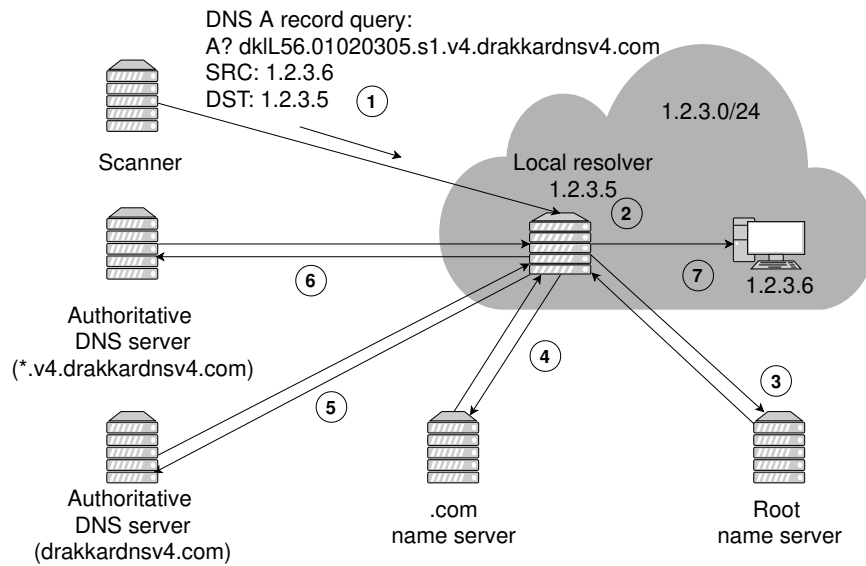 DNS A record query:
A? dklL56.01020305.s1.v4.drakkardnsv4.com
SRC: 1.2.3.6
DST: 1.2.3.5
1
1.2.3.0/24
Scanner
Local resolver
1.2.3.5
2
6
7
1.2.3.6
Authoritative
DNS server
(*.v4.drakkardnsv4.com)
4
3
5
Authoritative
DNS server
(drakkardnsv4.com)
.com
name server
Root
name server